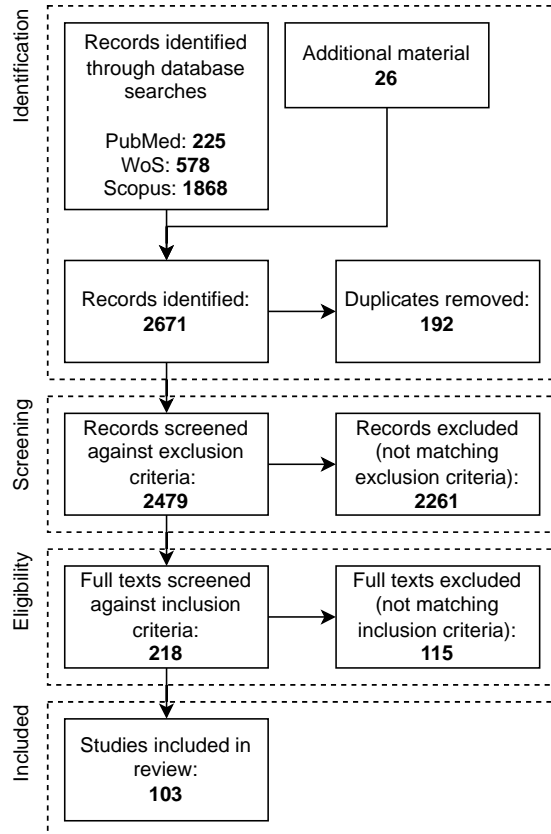 Identification
Records identified
through database
searches
PubMed: 225
WoS: 578
Scopus: 1868
Additional material
26
Records identified:
2671
Duplicates removed:
192
Screening
Records screened
against exclusion
criteria:
2479
Records excluded
(not matching
exclusion criteria):
2261
Eligibility
Full texts screened
against inclusion
criteria:
218
Full texts excluded
(not matching
inclusion criteria):
115
Included
Studies included in
review:
103